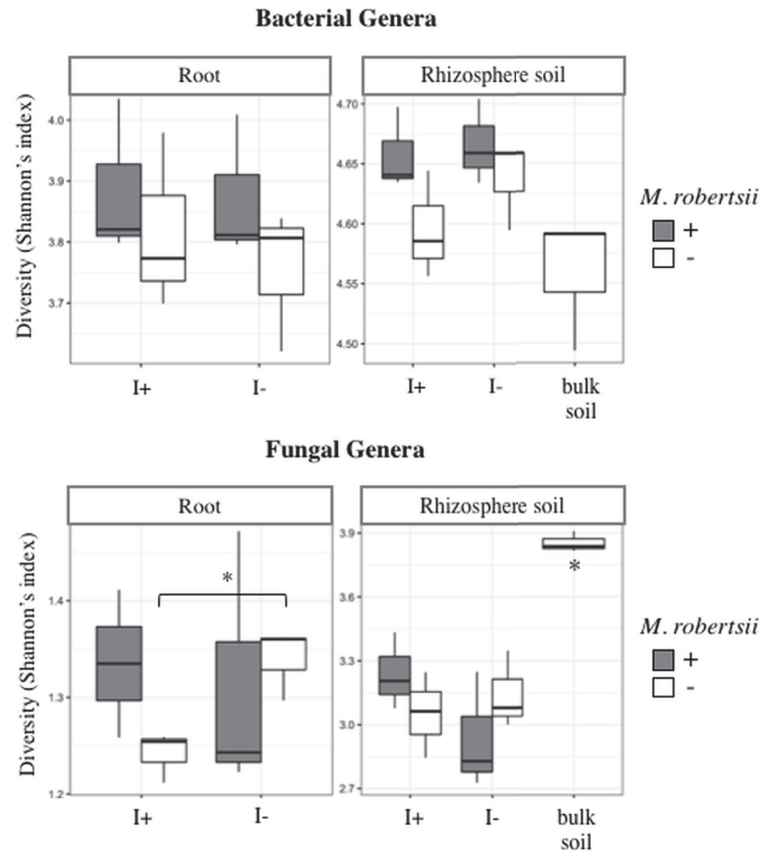 Bacterial Genera
Root
Rhizosphere soil
Diversity (Shannon's index)
4.0
3.9
3.8
3.7
4.70
4.65
4.60
4.55
4.50
I+
I-
I+
I-
bulk
soil
M. robertsii
+
-
Fungal Genera
Root
Rhizosphere soil
Diversity (Shannon's index)
1.4
1.3
1.2
*
3.9
3.6
3.3
3.0
2.7
*
I+
I-
I+
I-
bulk
soil
M. robertsii
+
-